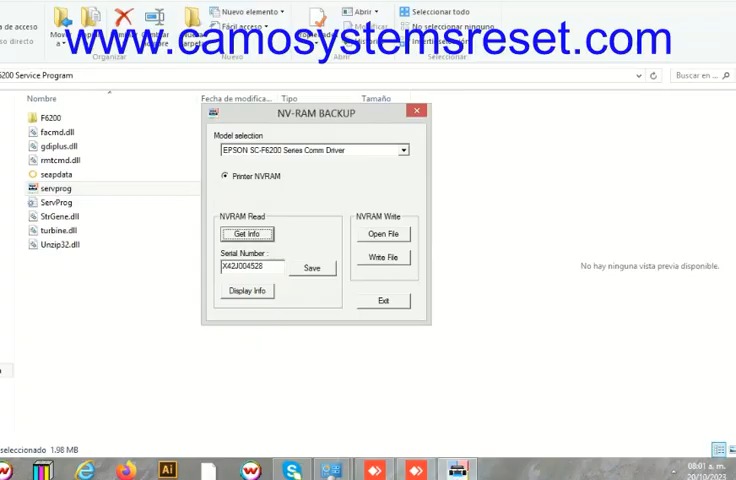 Nuevo elemento
Seleccionar todo
Abrir
Fácil acceso
No seleccionar ninguno
www.camosystemsreset.com
Organizar
Nuevo
Abrir
Seleccionar
6200 Service Program
Buscar en ...
Nombre
Fecha de modifica...
Tipo
Tamaño
F6200
facmd.dll
gdiplus.dll
rmtcmd.dll
seapdata
servprog
ServProg
StrGene.dll
turbine.dll
Unzip32.dll
NV-RAM BACKUP
Model selection
EPSON SC-F6200 Series Comm Driver
Printer NVRAM
NVRAM Read
Get Info
Serial Number :
X42J004528
Save
Display Info
NVRAM Write
Open File
Write File
Exit
No hay ninguna vista previa disponible.
seleccionado 1.98 MB
Ai
08:01 a. m.
20/10/2023